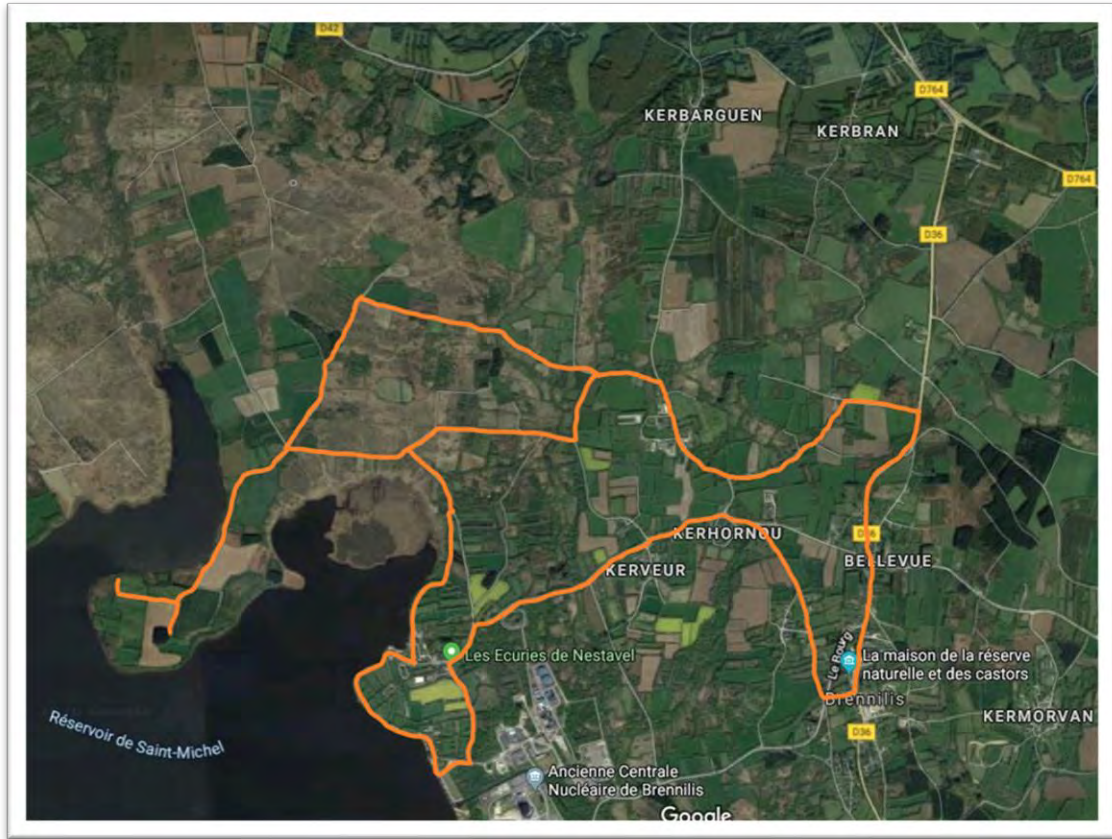 D42
D764
KERBARGUEN
KERBRAN
D764
D36
KERHORNOU
BELLEVUE
KERVEUR
Les Ecuries de Nestavel
Le Bourg
La maison de la réserve
naturelle et des castors
Brennilis
KERMORVAN
Réservoir de Saint-Michel
D36
Ancienne Centrale
Nucléaire de Brennilis
Google